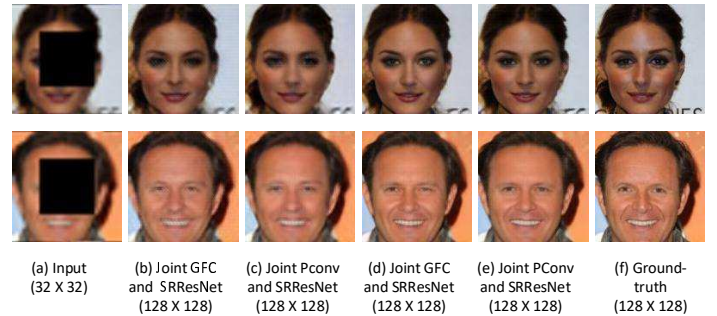 (a) Input
(32 X 32)
(b) Joint GFC
and SRResNet
(128 X 128)
(c) Joint Pconv
and SRResNet
(128 X 128)
(d) Joint GFC
and SRResNet
(128 X 128)
(e) Joint PConv
and SRResNet
(128 X 128)
(f) Ground-
truth
(128 X 128)